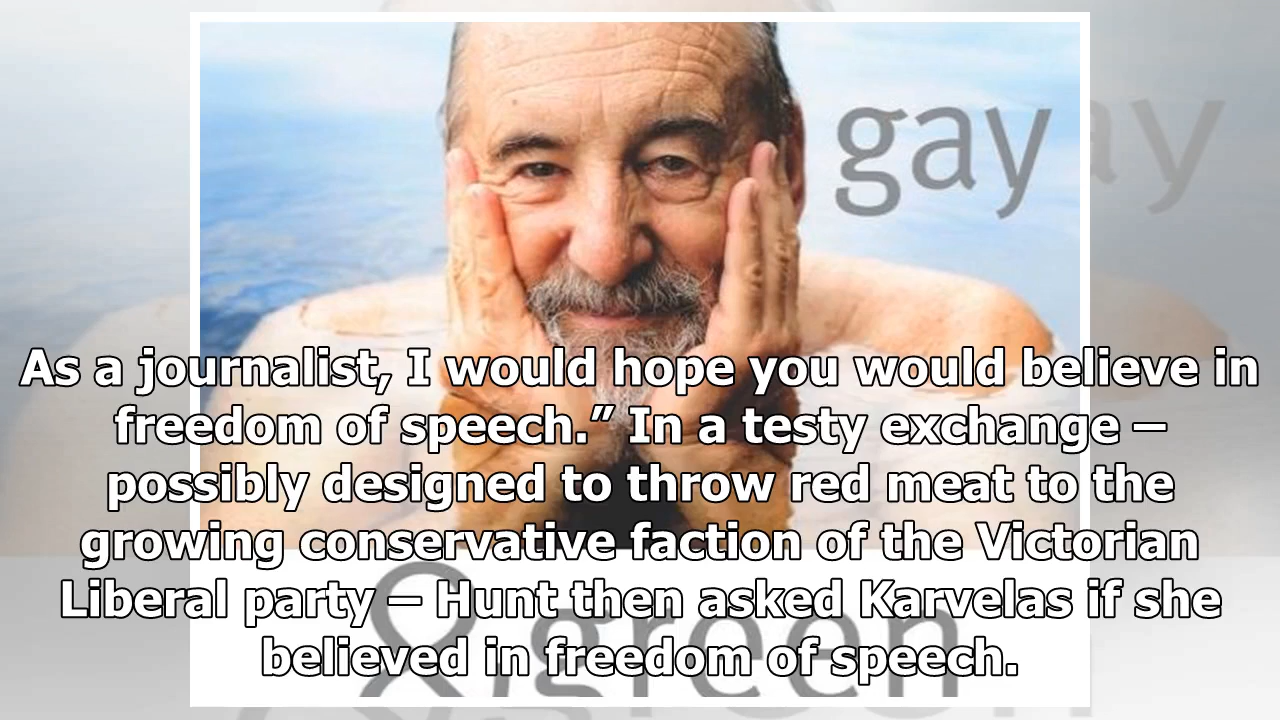 gay
ay
As a journalist, I would hope you would believe in
freedom of speech.” In a testy exchange –
possibly designed to throw red meat to the
growing conservative faction of the Victorian
Liberal party – Hunt then asked Karvelas if she
believed in freedom of speech.
& green